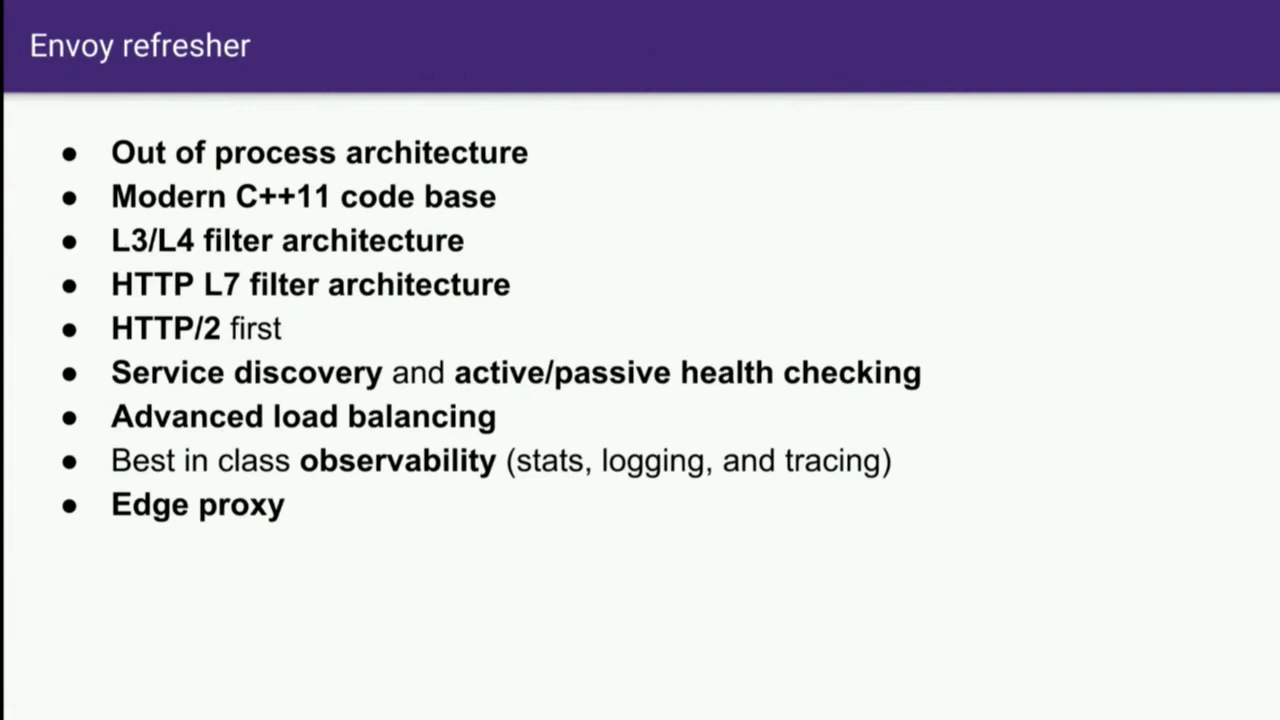 Envoy refresher
● Out of process architecture
● Modern C++11 code base
● L3/L4 filter architecture
● HTTP L7 filter architecture
● HTTP/2 first
● Service discovery and active/passive health checking
● Advanced load balancing
● Best in class observability (stats, logging, and tracing)
● Edge proxy